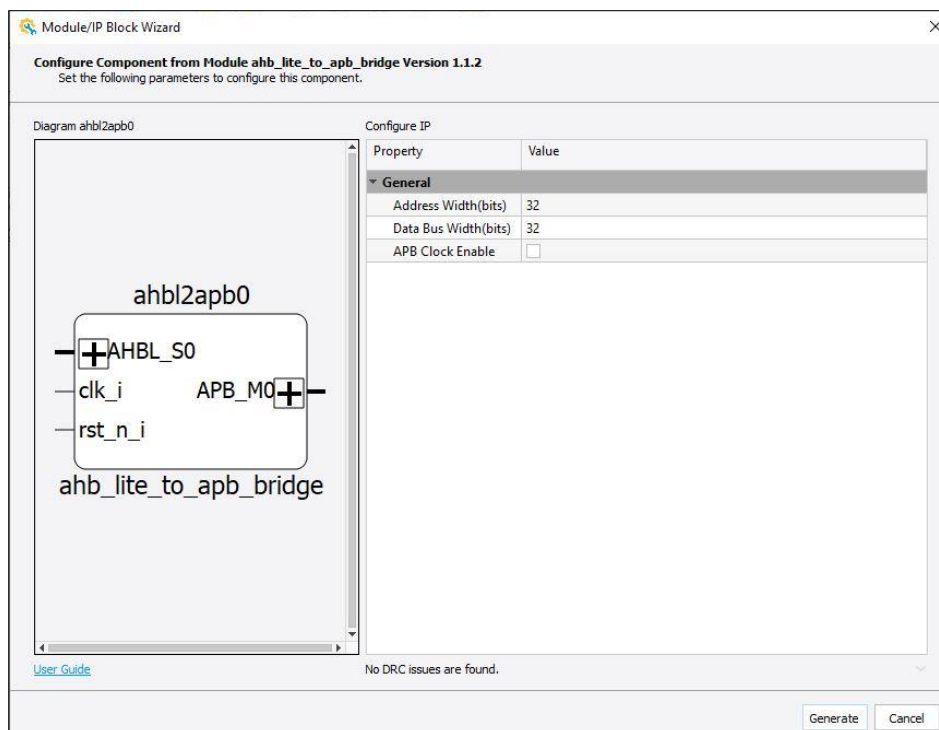 Module/IP Block Wizard
Configure Component from Module ahb_lite_to_apb_bridge Version 1.1.2
Set the following parameters to configure this component.
Diagram ahbl2apb0
ahbl2apb0
AHBL_S0
clk_i
APB_M0
rst_n_i
ahb_lite_to_apb_bridge
User Guide
Configure IP
Property Value
General
Address Width(bits) 32
Data Bus Width(bits) 32
APB Clock Enable
No DRC issues are found.
Generate Cancel